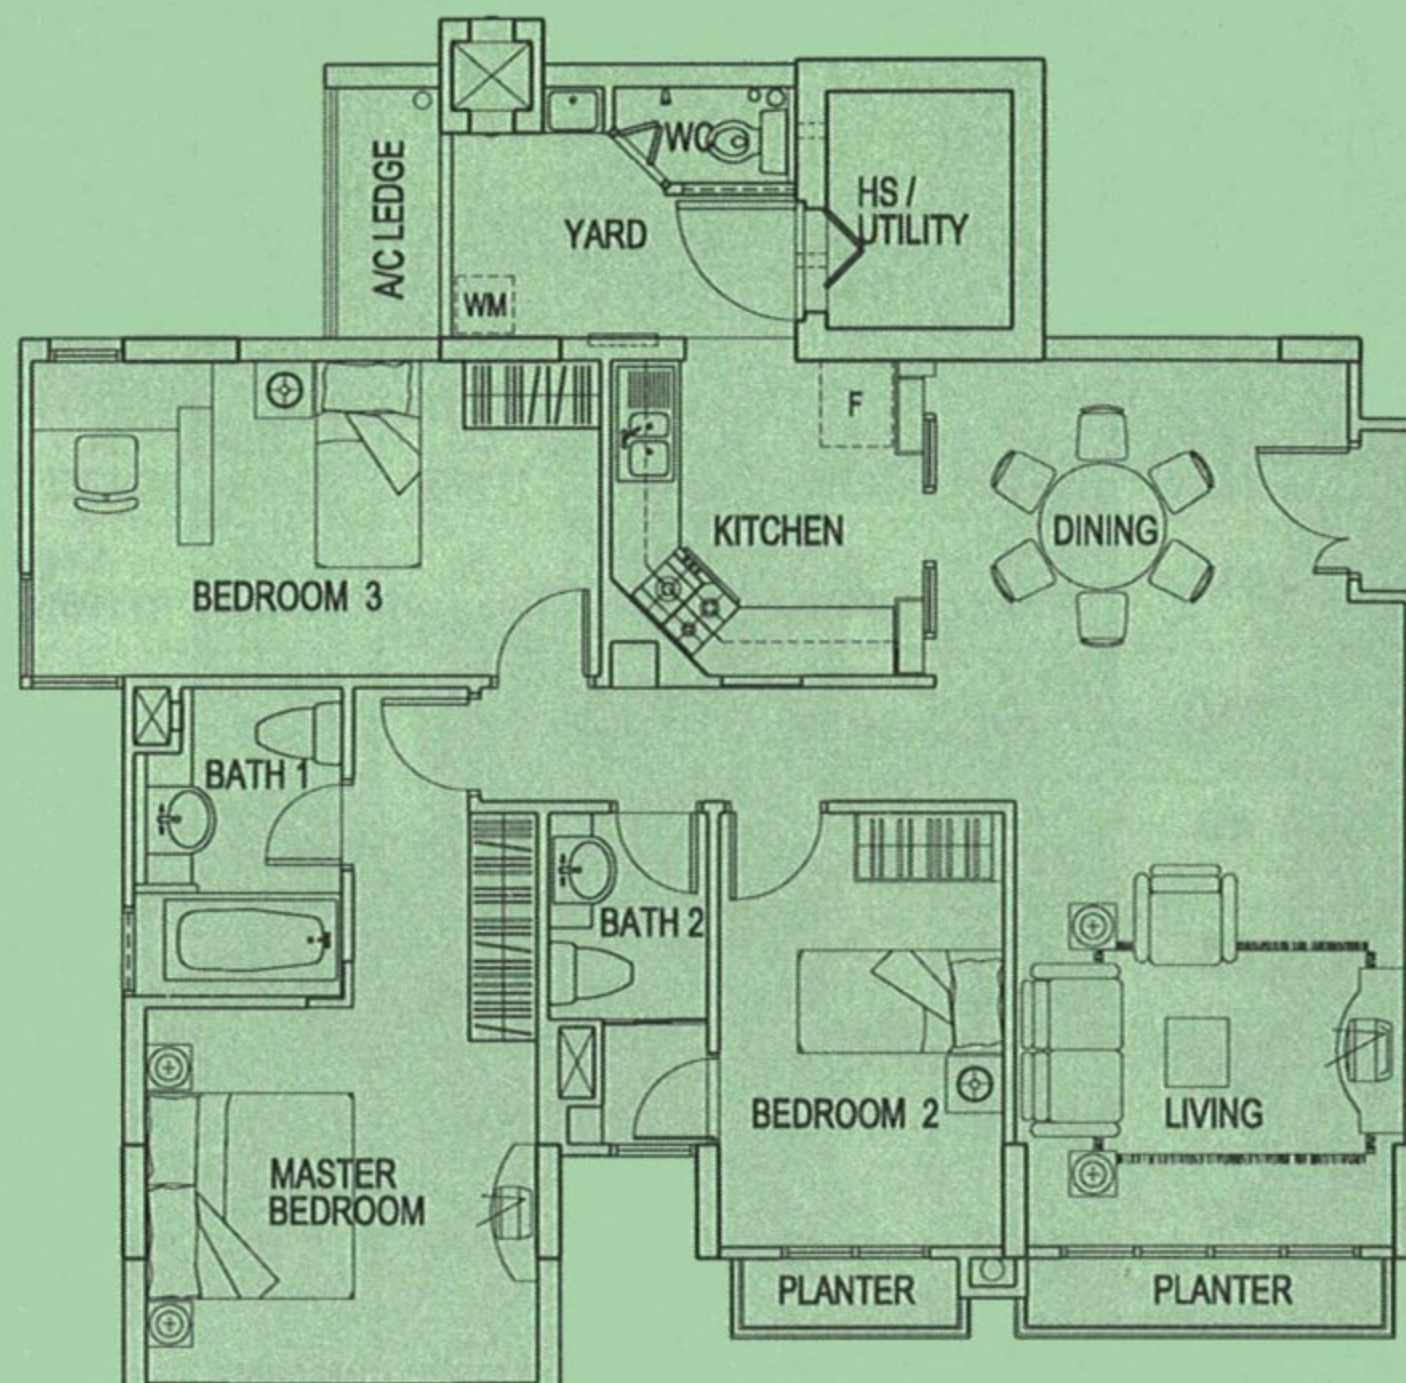 WC
A/C LEDGE
YARD
HS /
UTILITY
WM
F
KITCHEN
DINING
BEDROOM 3
BATH 1
BATH 2
BEDROOM 2
LIVING
MASTER
BEDROOM
PLANTER
PLANTER